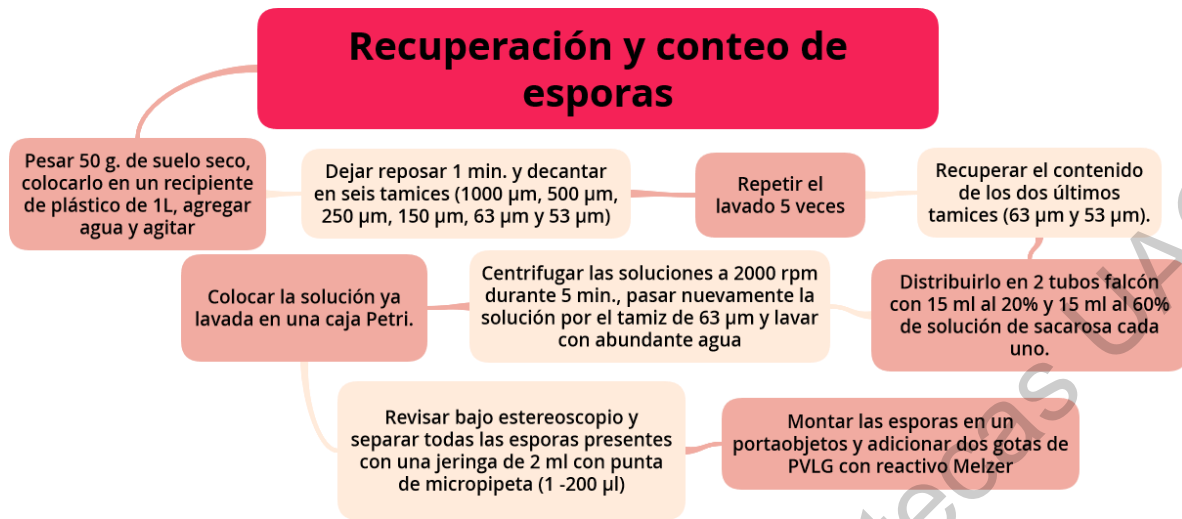 Recuperación y conteo de
esporas
Pesar 50 g. de suelo seco,
colocarlo en un recipiente
de plástico de 1L, agregar
agua y agitar
Dejar reposar 1 min. y decantar
en seis tamices (1000 µm, 500 µm,
250 µm, 150 µm, 63 µm y 53 µm)
Repetir el
lavado 5 veces
Recuperar el contenido
de los dos últimos
tamices (63 µm y 53 µm).
Distribuirlo en 2 tubos falcón
con 15 ml al 20% y 15 ml al 60%
de solución de sacarosa cada
uno.
Centrifugar las soluciones a 2000 rpm
durante 5 min., pasar nuevamente la
solución por el tamiz de 63 µm y lavar
con abundante agua
Colocar la solución ya
lavada en una caja Petri.
Revisar bajo estereoscopio y
separar todas las esporas presentes
con una jeringa de 2 ml con punta
de micropipeta (1 -200 µl)
Montar las esporas en un
portaobjetos y adicionar dos gotas de
PVLG con reactivo Melzer